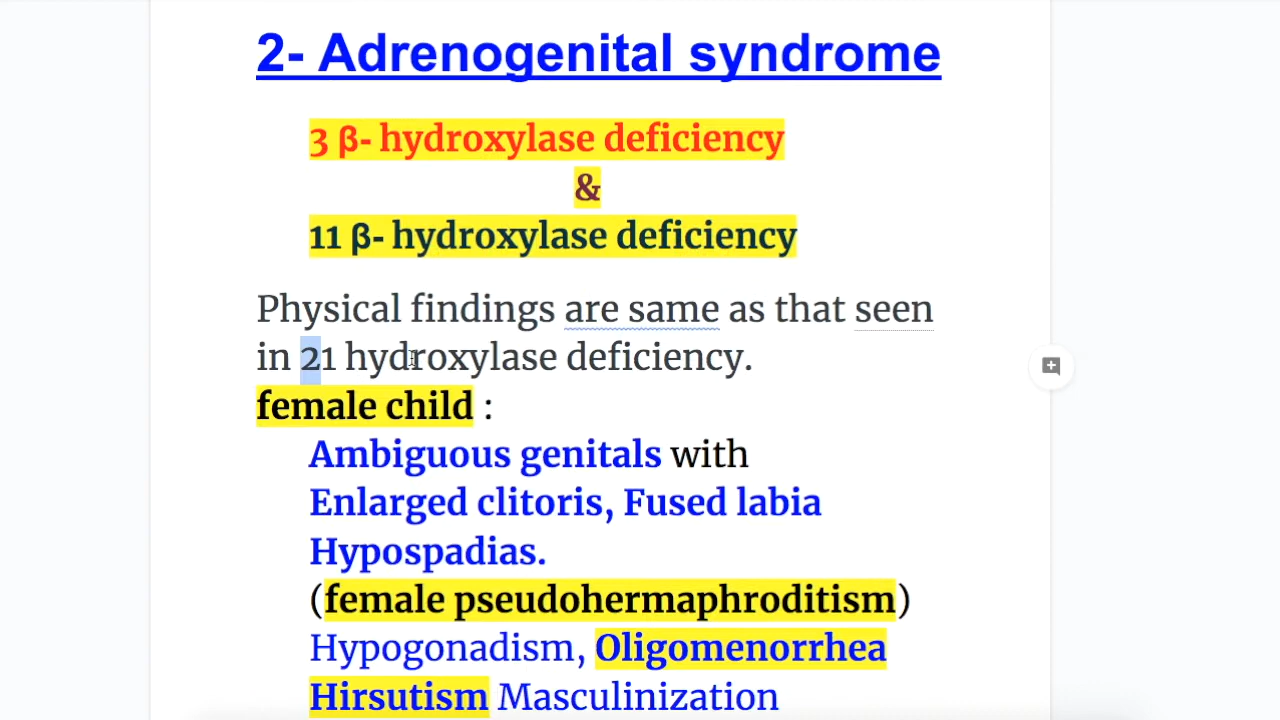 2- Adrenogenital syndrome
3 β- hydroxylase deficiency
&
11 β- hydroxylase deficiency
Physical findings are same as that seen
in 21 hydroxylase deficiency.
female child :
Ambiguous genitals with
Enlarged clitoris, Fused labia
Hypospadias.
(female pseudohermaphroditism)
Hypogonadism, Oligomenorrhea
Hirsutism Masculinization